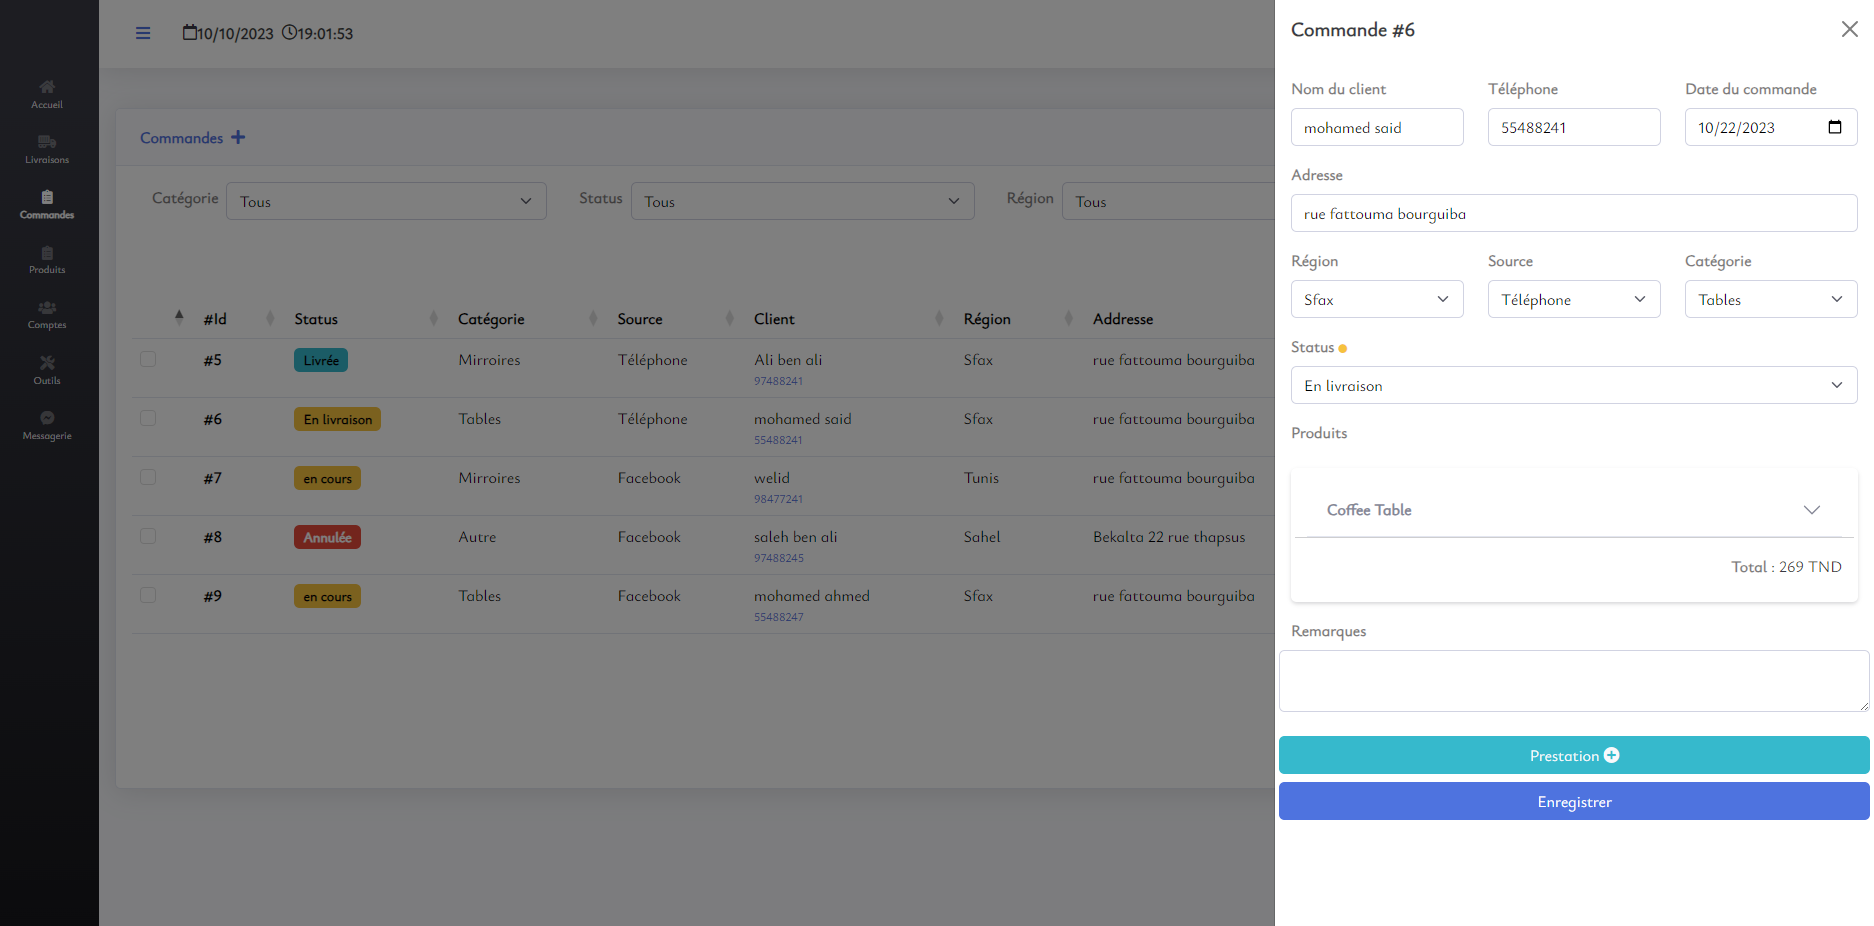 10/10/2023 19:01:53
Accueil
Livraisons
Commandes
Produits
Comptes
Outils
Messagerie
Commandes
Catégorie Tous Status Tous Région Tous
#Id Status Catégorie Source Client Région Addresse
#5 Livrée Mirroires Téléphone Ali ben ali Sfax rue fattouma bourguiba
97488241
#6 En livraison Tables Téléphone mohamed said Sfax rue fattouma bourguiba
55488241
#7 en cours Mirroires Facebook welid Tunis rue fattouma bourguiba
98477241
#8 Annulée Autre Facebook saleh ben ali Sahel Bekalta 22 rue thapsus
97488245
#9 en cours Tables Facebook mohamed ahmed Sfax rue fattouma bourguiba
55488247
Commande #6
Nom du client Téléphone Date du commande
mohamed said 55488241 10/22/2023
Adresse
rue fattouma bourguiba
Région Source Catégorie
Sfax Téléphone Tables
Status
En livraison
Produits
Coffee Table
Total : 269 TND
Remarques
Prestation
Enregistrer